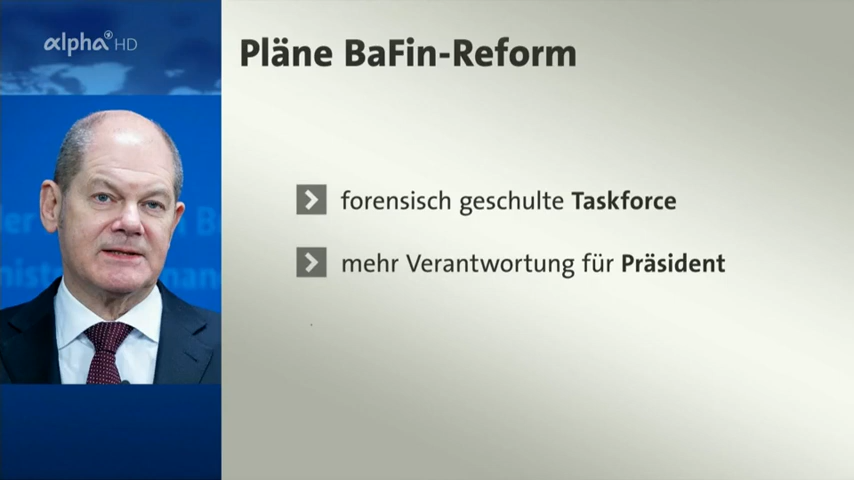 alpha HD
Pläne BaFin-Reform
forensisch geschulte Taskforce
mehr Verantwortung für Präsident